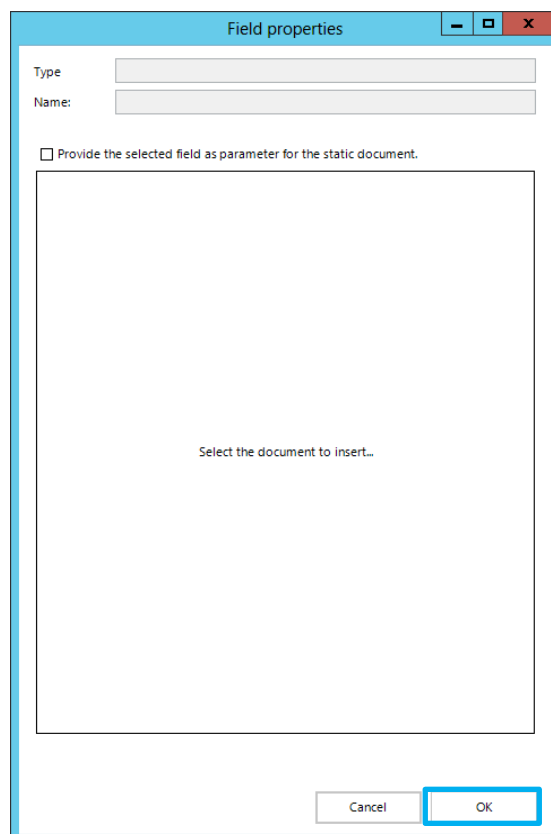 Field properties
Type
Name:
Provide the selected field as parameter for the static document.
Select the document to insert...
Cancel
OK